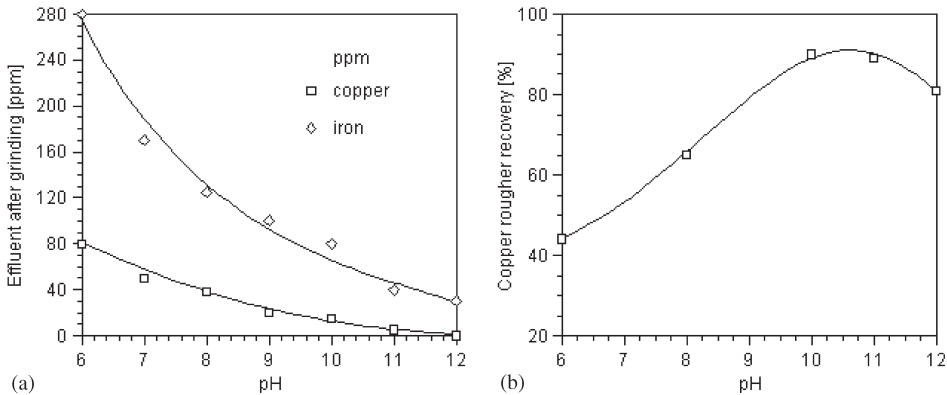 280
240
200
160
120
80
40
0
Effluent after grinding [ppm]
ppm
copper
iron
6 7 8 9 10 11 12
pH
(a)
100
80
60
40
20
Copper rougher recovery [%]
6 7 8 9 10 11 12
pH
(b)